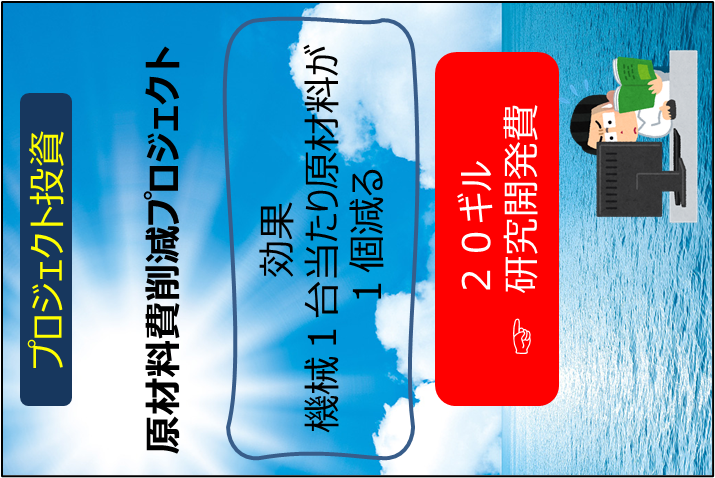 プロジェクト投資
原材料費削減プロジェクト
効果
機械1台当たり原材料が
1個減る
20ギル
☞ 研究開発費